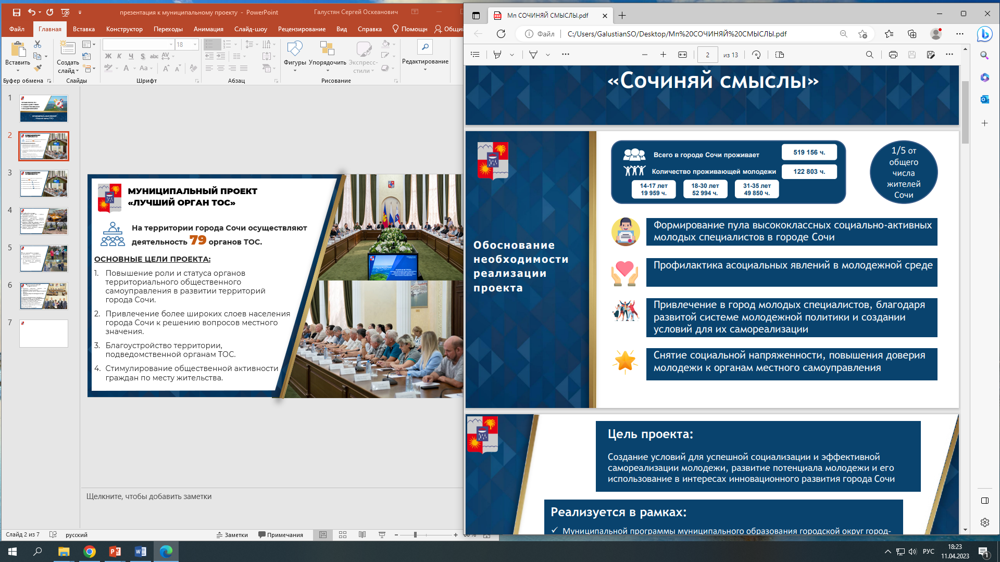 презентация к муниципальному проекту - PowerPoint
Галустян Сергей Оскеанович
Файл
Главная
Вставка
Конструктор
Переходы
Анимация
Слайд-шоу
Рецензирование
Вид
Справка
Помощн
Общий
Вставить
Создать
слайд
18
Ж
К
Ч
S
abc
AV
A
Aa
A
A
Фигуры
Упорядочить
Экспресс-
стили
Редактирование
Буфер обмена
Слайды
Шрифт
Абзац
Рисование
1
2
3
4
5
6
7
МУНИЦИПАЛЬНЫЙ ПРОЕКТ
«ЛУЧШИЙ ОРГАН ТОС»
На территории города Сочи осуществляют
деятельность 79 органов ТОС.
ОСНОВНЫЕ ЦЕЛИ ПРОЕКТА:
1. Повышение роли и статуса органов
территориального общественного
самоуправления в развитии территорий
города Сочи.
2. Привлечение более широких слоев населения
города Сочи к решению вопросов местного
значения.
3. Благоустройство территории,
подведомственной органам ТОС.
4. Стимулирование общественной активности
граждан по месту жительства.
Щелкните, чтобы добавить заметки
Слайд 2 из 7
русский
Заметки
Примечания
Мп СОЧИНЯЙ СМЫСЛЫ.pdf
Файл
C:/Users/GalustianSO/Desktop/Мп%20СОЧИНЯЙ%20СМЫСЛЫ.pdf
2
из 13
«Сочиняй смыслы»
Обоснование
необходимости
реализации
проекта
Всего в городе Сочи проживает
519 156 ч.
Количество проживающей молодежи
122 803 ч.
14-17 лет
19 959 ч.
18-30 лет
52 994 ч.
31-35 лет
49 850 ч.
1/5 от
общего
числа
жителей
Сочи
Формирование пула высококлассных социально-активных
молодых специалистов в городе Сочи
Профилактика асоциальных явлений в молодежной среде
Привлечение в город молодых специалистов, благодаря
развитой системе молодежной политики и создании
условий для их самореализации
Снятие социальной напряженности, повышения доверия
молодежи к органам местного самоуправления
Цель проекта:
Создание условий для успешной социализации и эффективной
самореализации молодежи, развитие потенциала молодежи и его
использование в интересах инновационного развития города Сочи
Реализуется в рамках:
✓ Муниципальной программы муниципального образования городской округ город-
РУС
18:23
11.04.2023
1